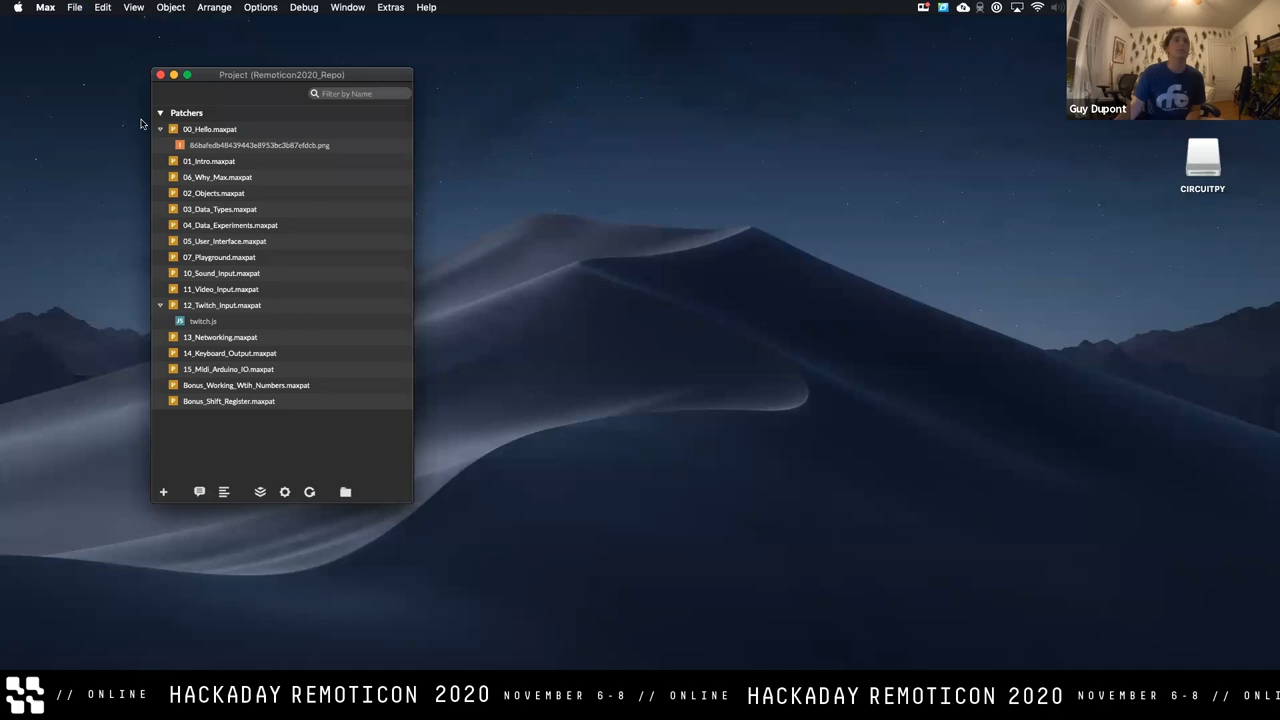 Max File Edit View Object Arrange Options Debug Window Extras Help
Project (Remoticon2020_Repo)
Filter by Name
Patchers
00_Hello.maxpat
86bafedb48439443e8953bc3b87efdcb.png
01_Intro.maxpat
06_Why_Max.maxpat
02_Objects.maxpat
03_Data_Types.maxpat
04_Data_Experiments.maxpat
05_User_Interface.maxpat
07_Playground.maxpat
10_Sound_Input.maxpat
11_Video_Input.maxpat
12_Twitch_Input.maxpat
twitch.js
13_Networking.maxpat
14_Keyboard_Output.maxpat
15_Midi_Arduino_IO.maxpat
Bonus_Working_Wtih_Numbers.maxpat
Bonus_Shift_Register.maxpat
Guy Dupont
CIRCUITPY
// ONLINE HACKADAY REMOTICON 2020 NOVEMBER 6-8 // ONLINE HACKADAY REMOTICON 2020 NOVEMBER 6-8 // ONLI